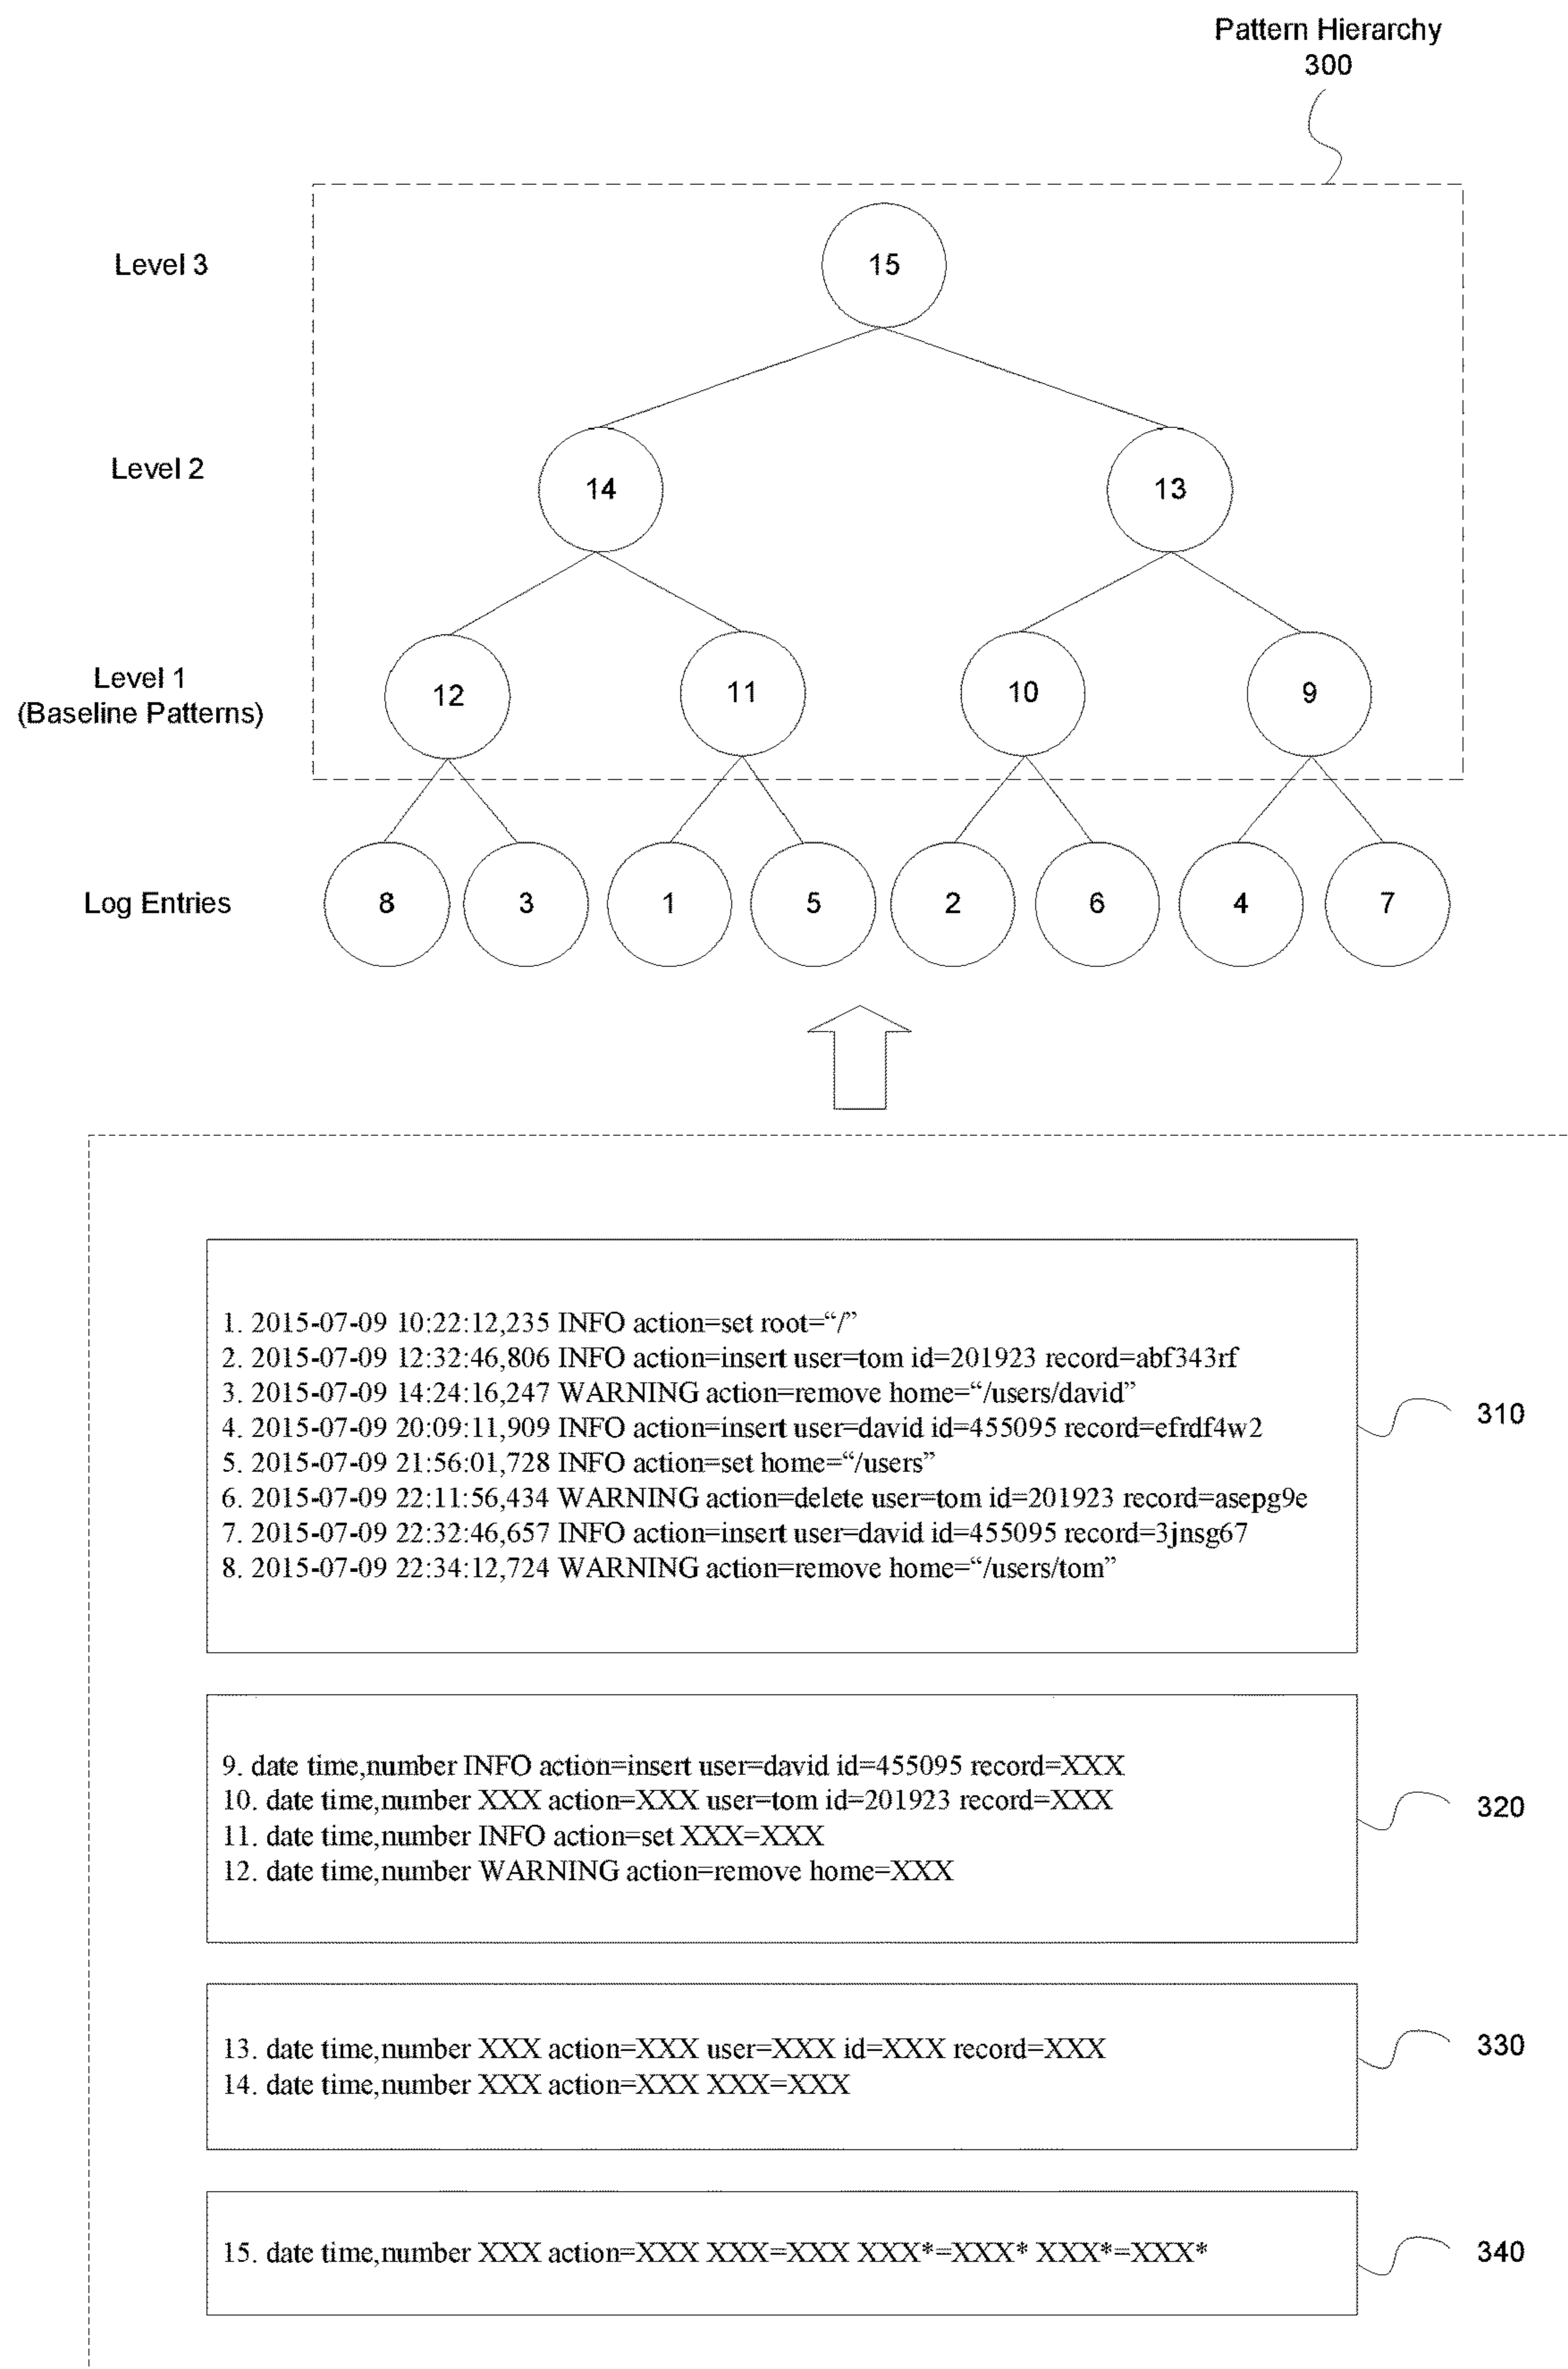 Pattern Hierarchy
300
Level 3
15
Level 2
14
13
Level 1
(Baseline Patterns)
12
11
10
9
Log Entries
8
3
1
5
2
6
4
7
1. 2015-07-09 10:22:12,235 INFO action=set root=“/”
2. 2015-07-09 12:32:46,806 INFO action=insert user=tom id=201923 record=abf343rf
3. 2015-07-09 14:24:16,247 WARNING action=remove home=“/users/david”
4. 2015-07-09 20:09:11,909 INFO action=insert user=david id=455095 record=efrdf4w2
5. 2015-07-09 21:56:01,728 INFO action=set home=“/users”
6. 2015-07-09 22:11:56,434 WARNING action=delete user=tom id=201923 record=asepg9e
7. 2015-07-09 22:32:46,657 INFO action=insert user=david id=455095 record=3jnsg67
8. 2015-07-09 22:34:12,724 WARNING action=remove home=“/users/tom”
310
9. date time,number INFO action=insert user=david id=455095 record=XXX
10. date time,number XXX action=XXX user=tom id=201923 record=XXX
11. date time,number INFO action=set XXX=XXX
12. date time,number WARNING action=remove home=XXX
320
13. date time,number XXX action=XXX user=XXX id=XXX record=XXX
14. date time,number XXX action=XXX XXX=XXX
330
15. date time,number XXX action=XXX XXX=XXX XXX*=XXX* XXX*=XXX*
340